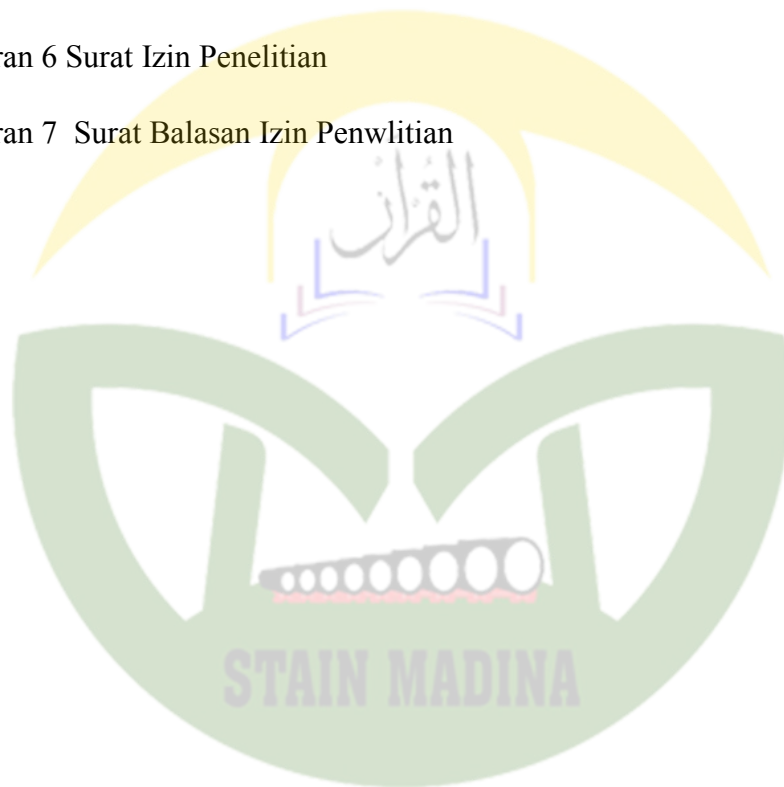 ran 6 Surat Izin Penelitian
ran 7  Surat Balasan Izin Penwlitian
القرآن
STAIN MADINA